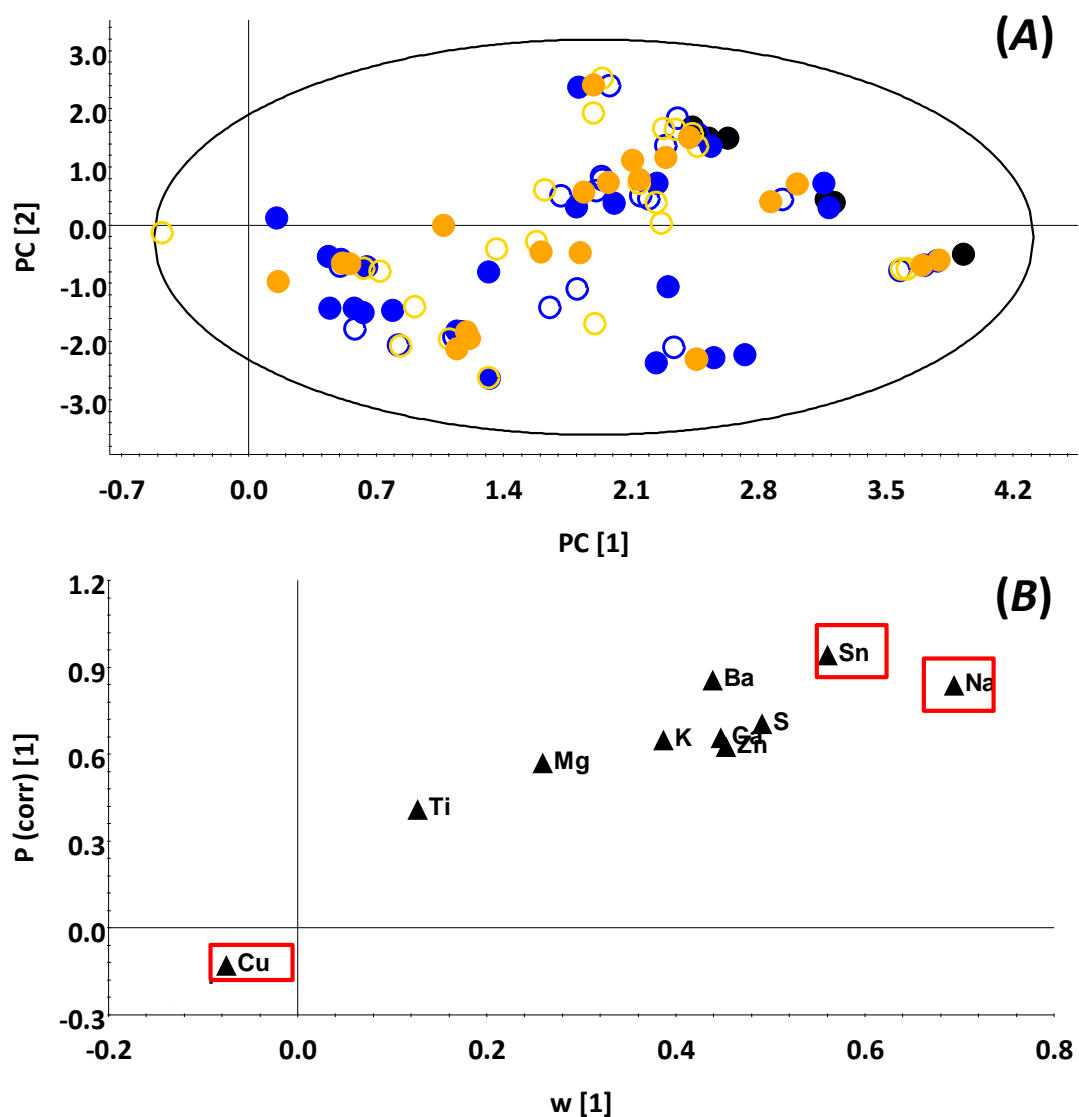 (A)
3.0
2.0
1.0
0.0
-1.0
-2.0
-3.0
PC [2]
-0.7 0.0 0.7 1.4 2.1 2.8 3.5 4.2
PC [1]
(B)
1.2
0.9
0.6
0.3
0.0
-0.3
P (corr) [1]
Sn
Na
Ba
S
K
Ca
Zn
Mg
Ti
Cu
-0.2 0.0 0.2 0.4 0.6 0.8
w [1]